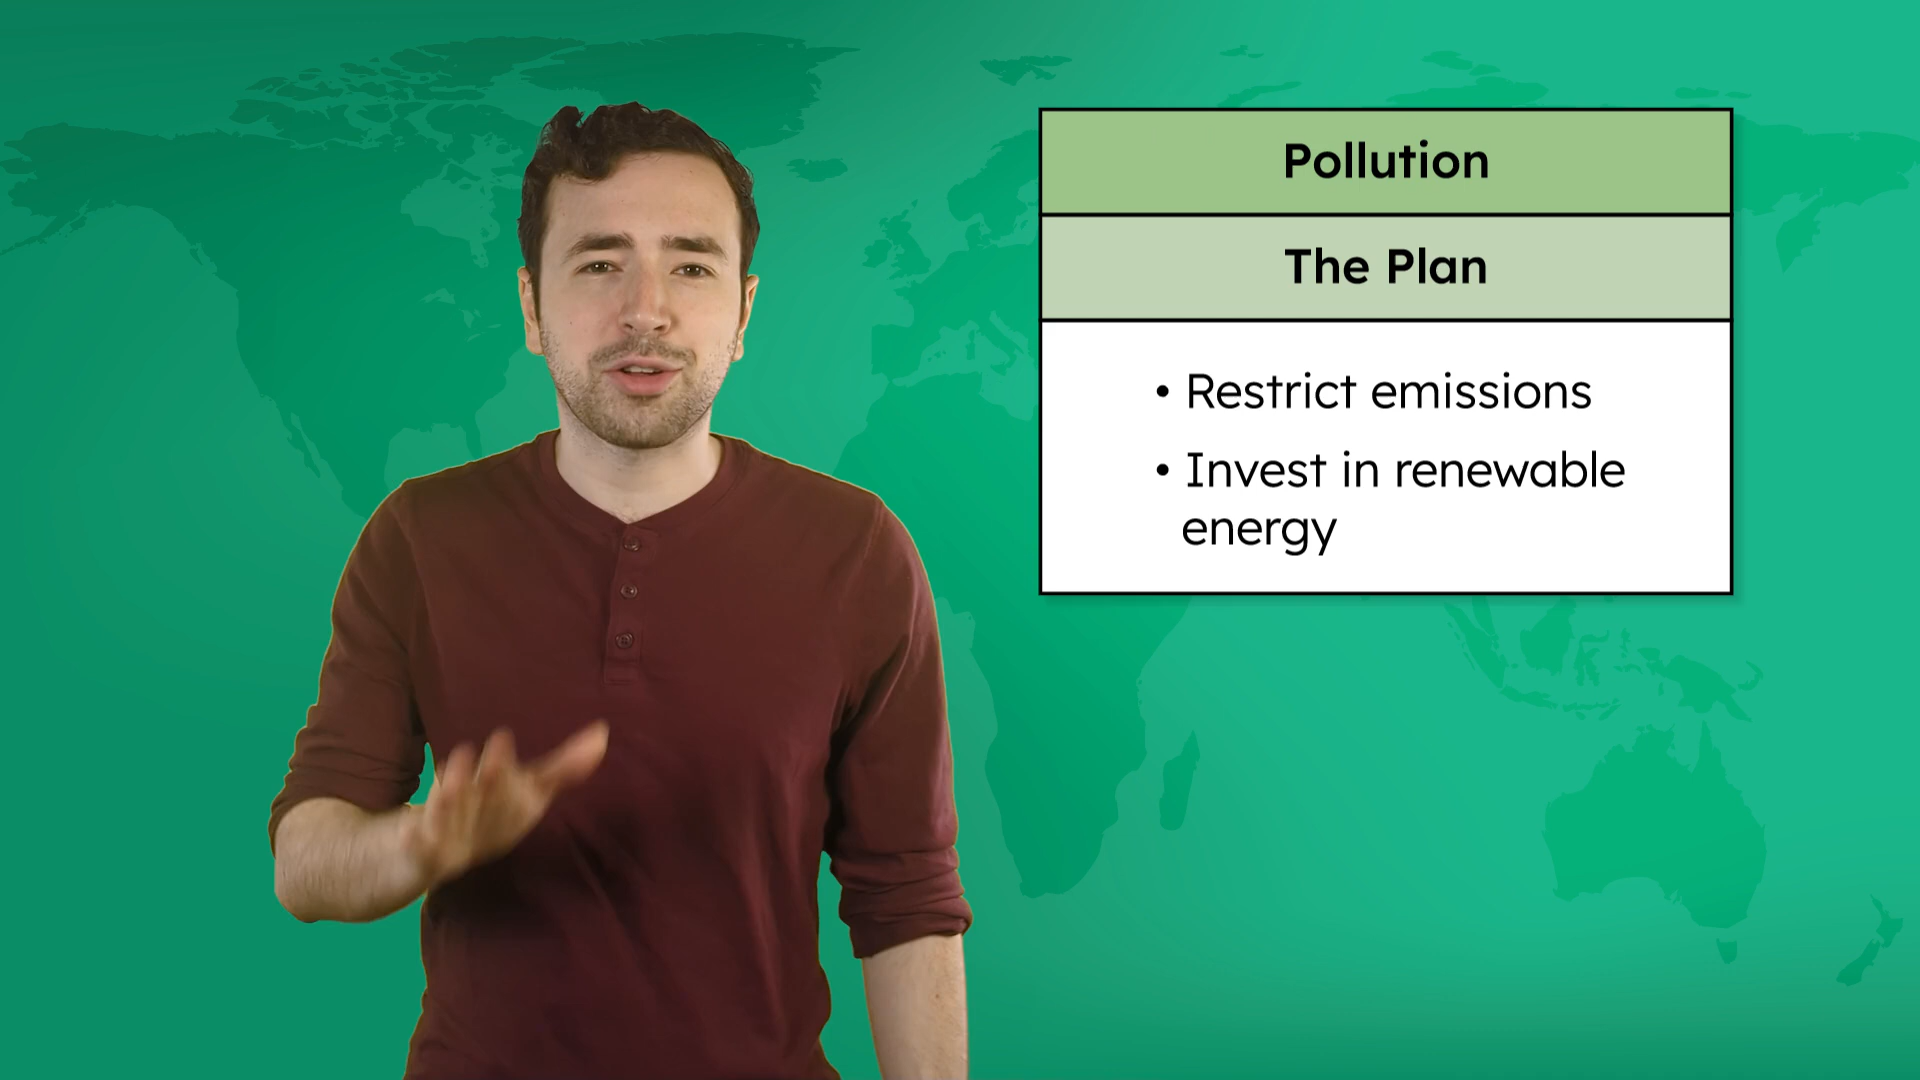 Pollution
The Plan
• Restrict emissions
• Invest in renewable
energy